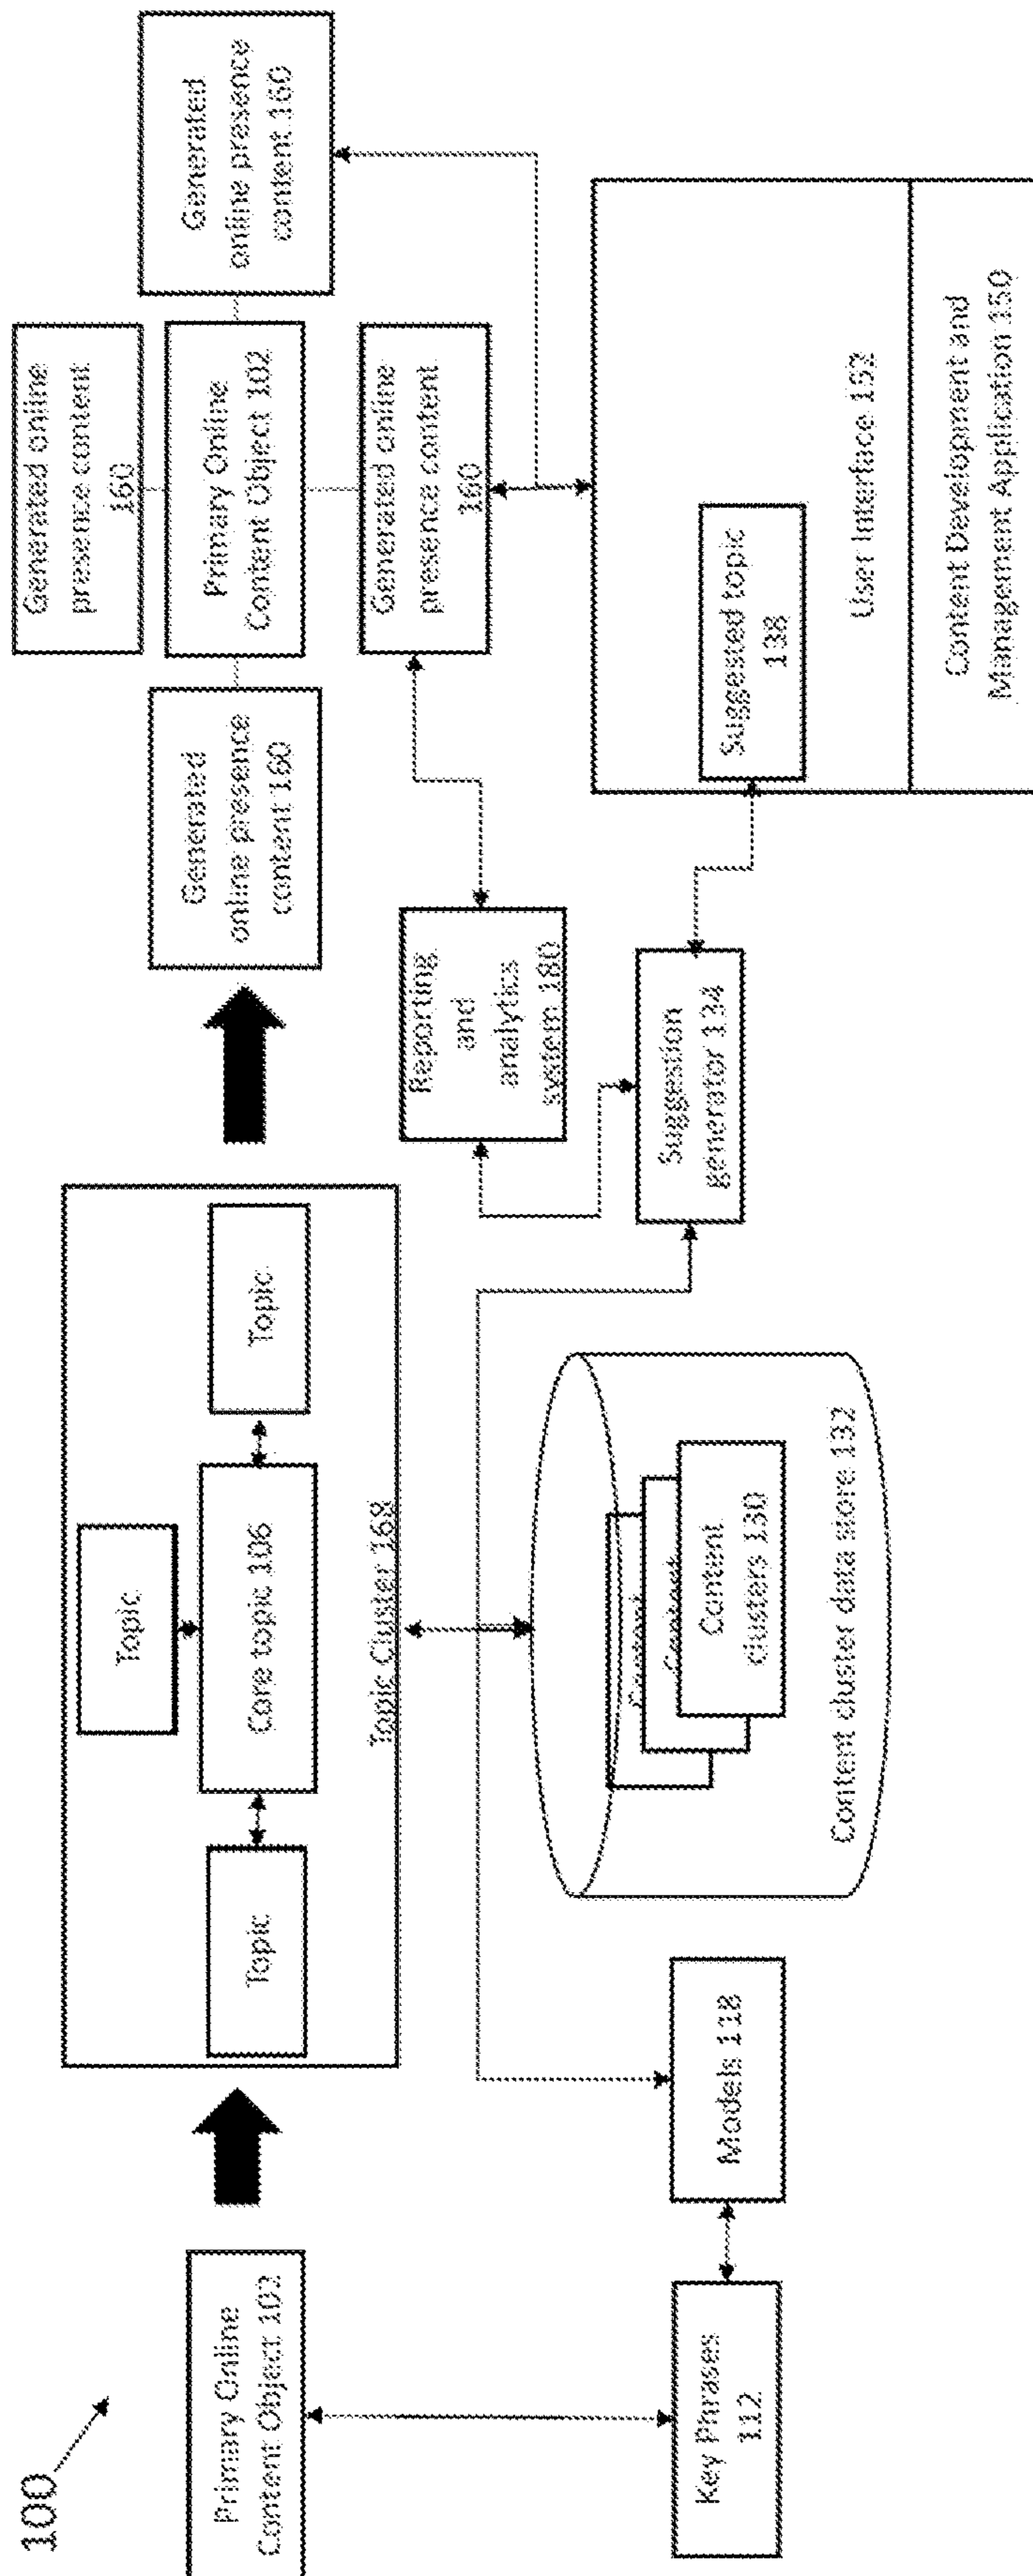 100
Primary Online
Content Object 102
Key Phrases
112
Models 118
Topic
Topic
Topic
Core topic 106
Topic Cluster 168
Content
clusters 130
Content cluster data store 132
Generated
online presence
content 160
Generated online
presence content
160
Primary Online
Content Object 102
Generated online
presence content
160
Generated
online presence
content 160
Reporting
and
analytics
system 180
Suggestion
generator 134
Suggested topic
138
User Interface 152
Content Development and
Management Application 150